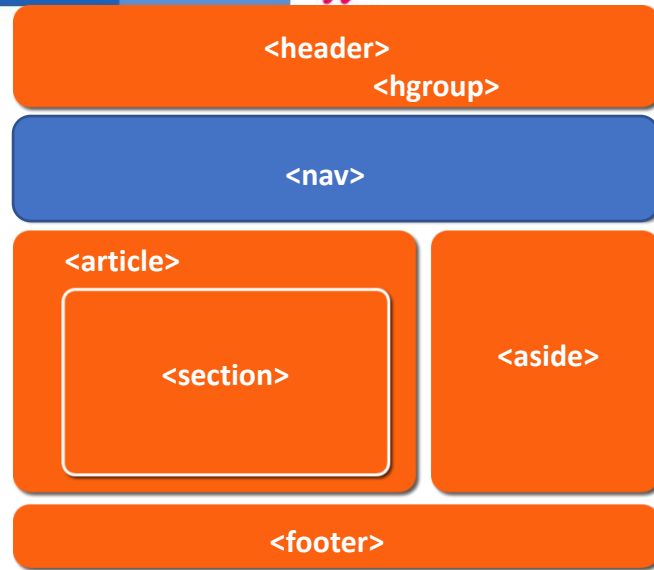 <header>
<hgroup>
<nav>
<article>
<section>
<aside>
<footer>